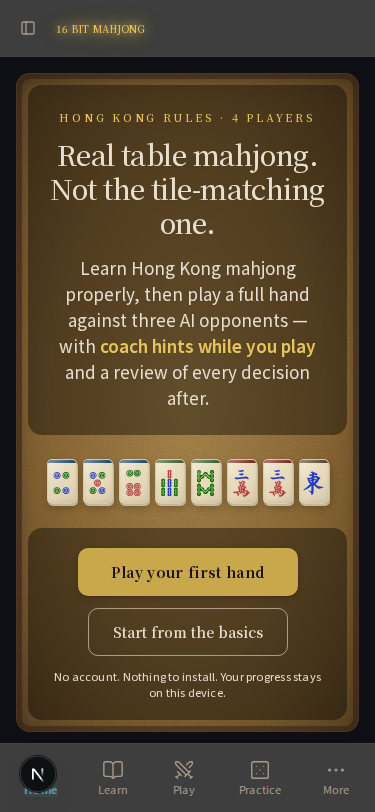 16 BIT MAHJONG
HONG KONG RULES · 4 PLAYERS
Real table mahjong.
Not the tile-matching
one.
Learn Hong Kong mahjong
properly, then play a full hand
against three AI opponents —
with coach hints while you play
and a review of every decision
after.
三萬 三萬 東
Play your first hand
Start from the basics
No account. Nothing to install. Your progress stays
on this device.
N
Learn Play Practice More